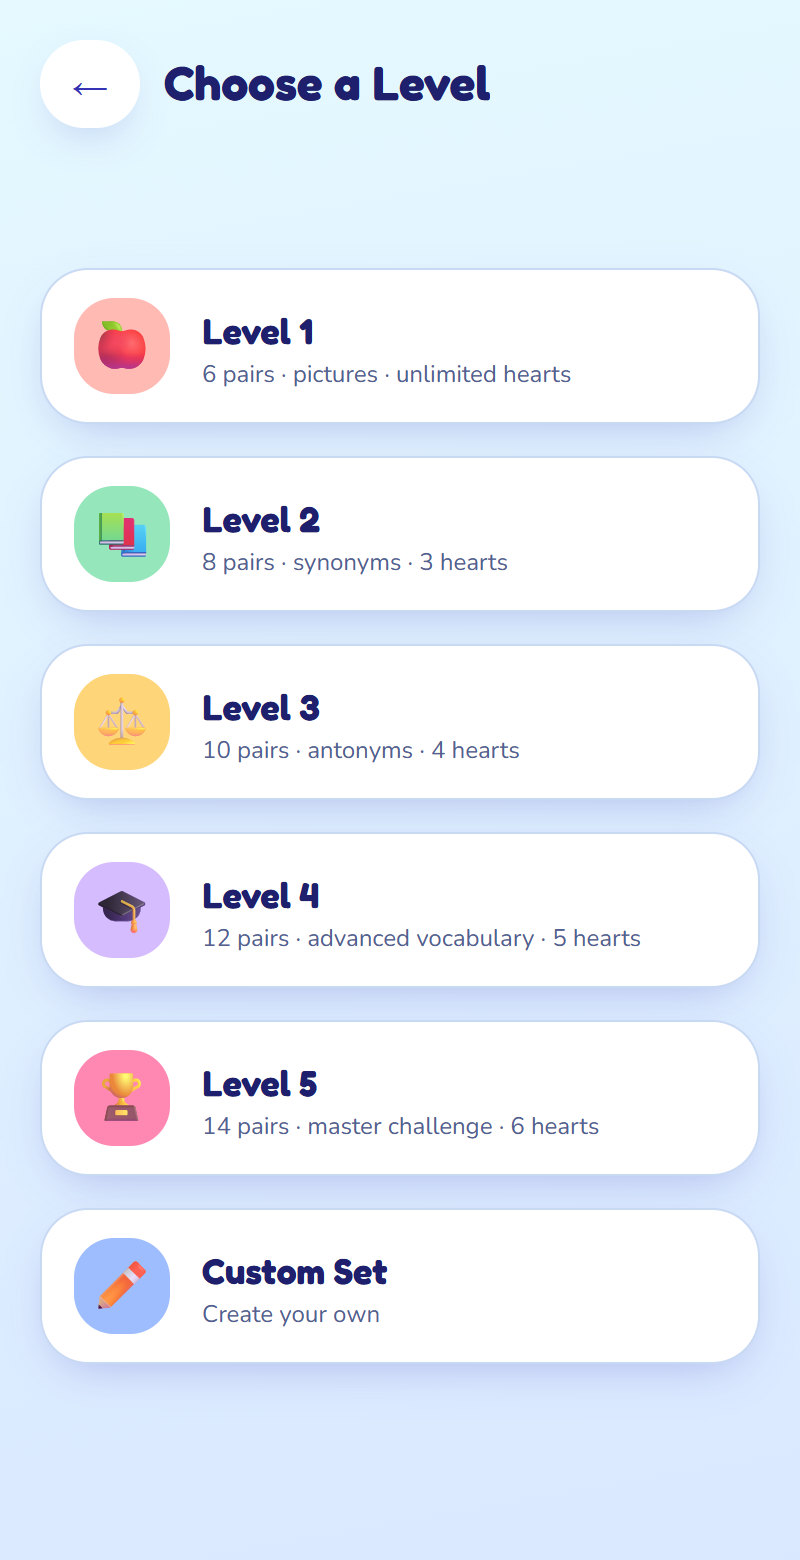 ← Choose a Level
Level 1
6 pairs · pictures · unlimited hearts
Level 2
8 pairs · synonyms · 3 hearts
Level 3
10 pairs · antonyms · 4 hearts
Level 4
12 pairs · advanced vocabulary · 5 hearts
Level 5
14 pairs · master challenge · 6 hearts
Custom Set
Create your own